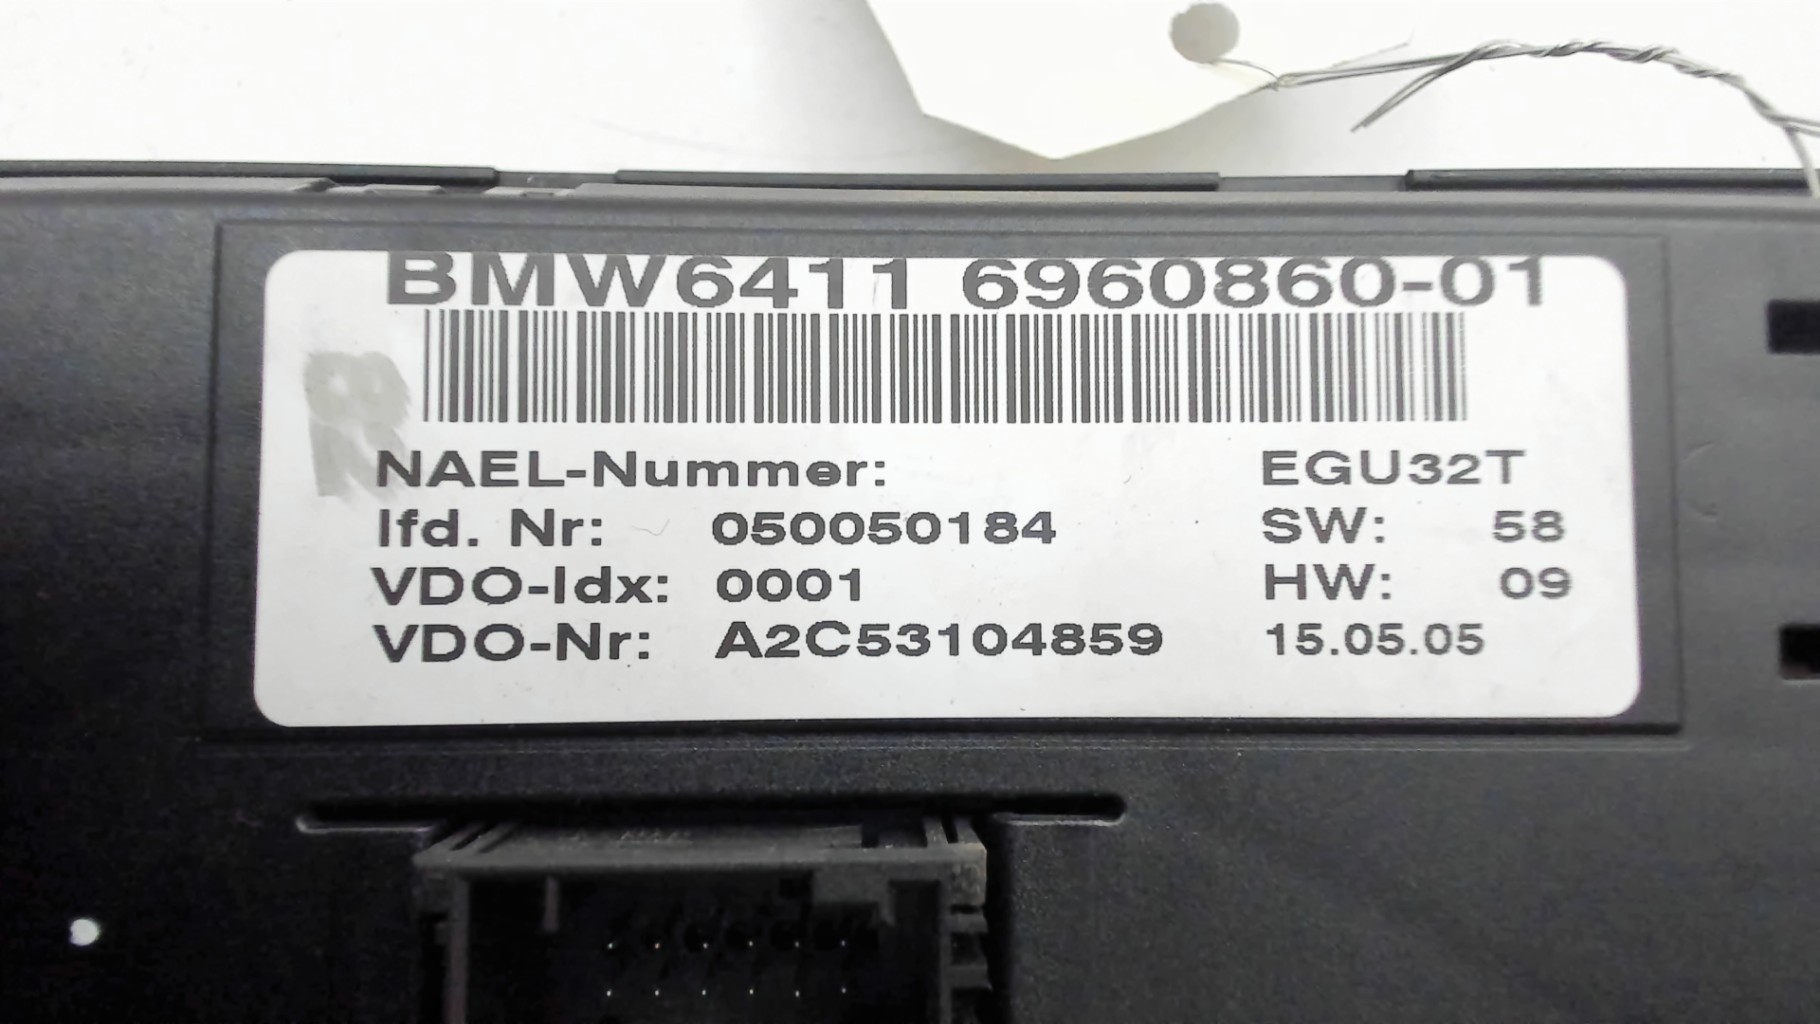 BMW6411 6960860-01
NAEL-Nummer: EGU32T
lfd. Nr: 050050184 SW: 58
VDO-Idx: 0001 HW: 09
VDO-Nr: A2C53104859 15.05.05